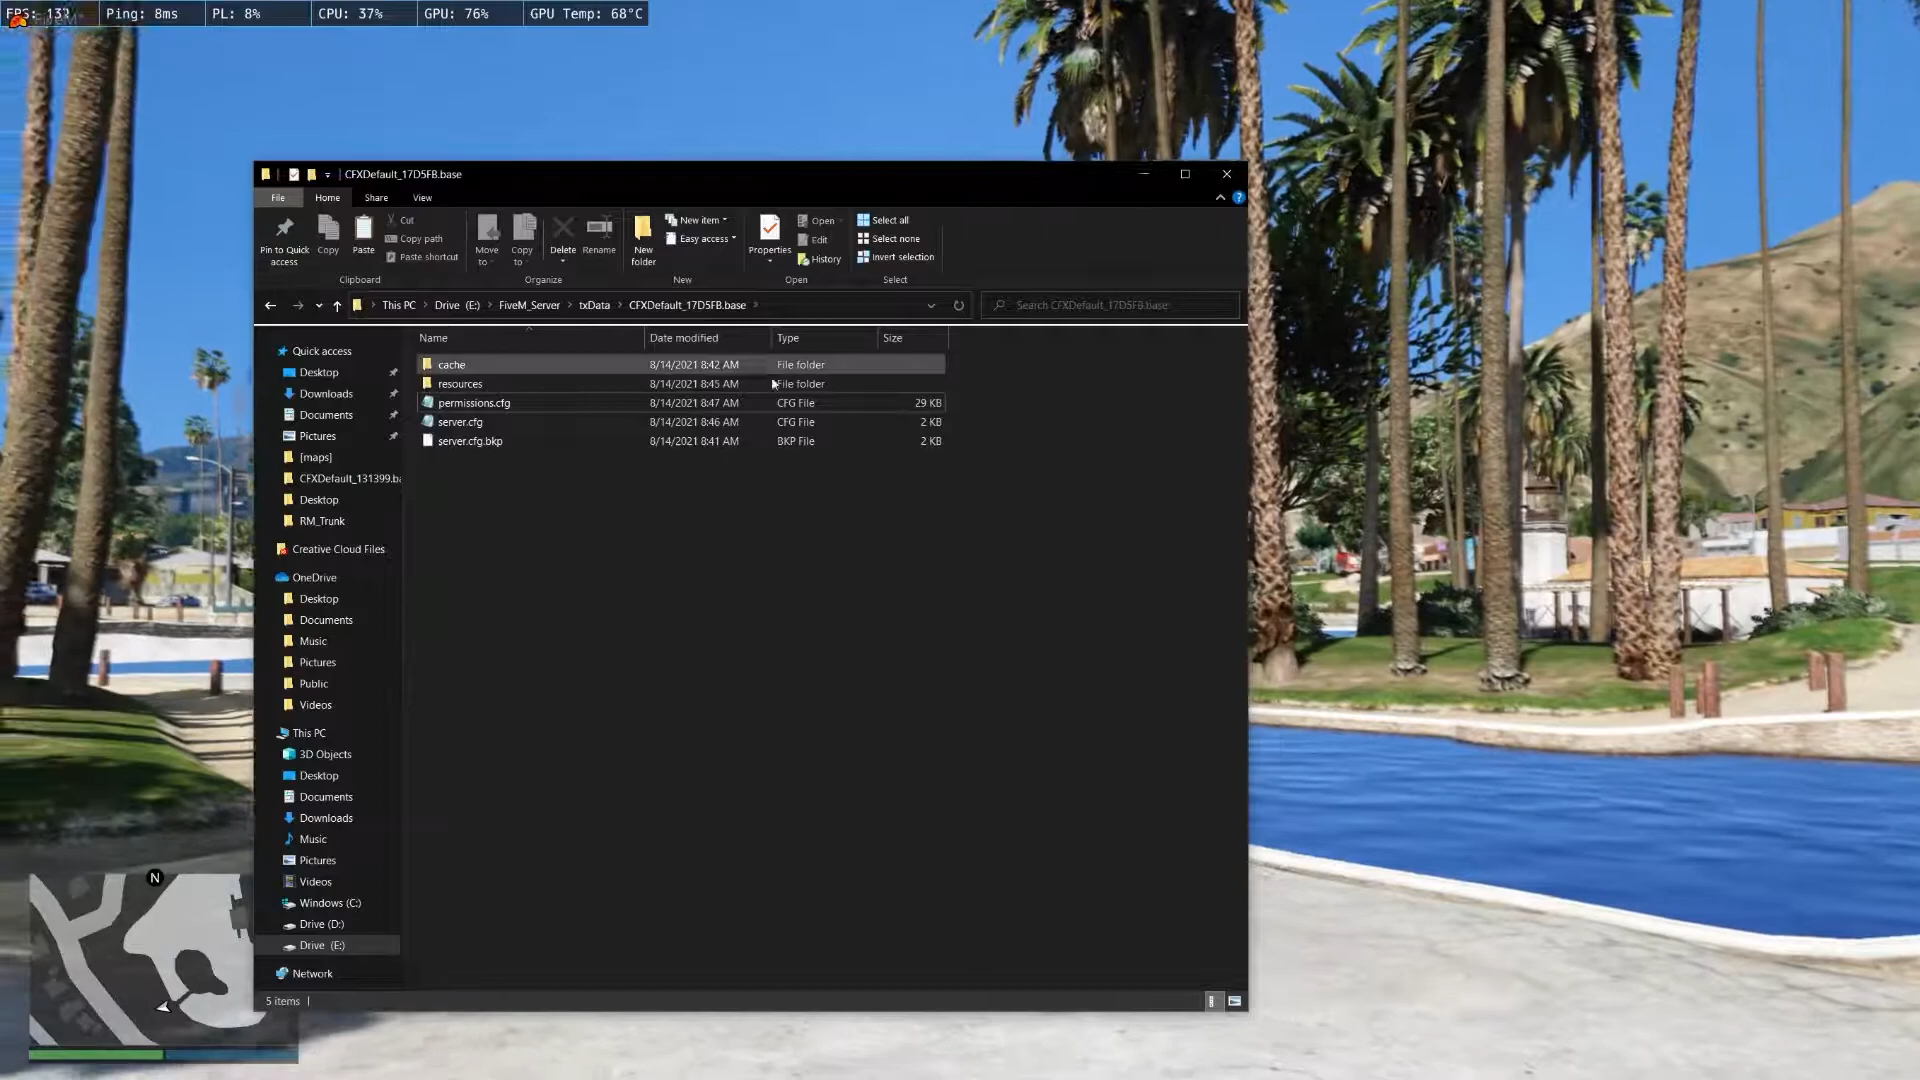 Ping: 8ms PL: 8% CPU: 37% GPU: 76% GPU Temp: 68°C
CFXDefault_17D5FB.base
File Home Share View
Pin to Quick access
Copy
Paste
Cut
Copy path
Paste shortcut
Clipboard
Move to
Copy to
Delete
Rename
Organize
New folder
New item
Easy access
New
Properties
Open
Edit
History
Open
Select all
Select none
Invert selection
Select
This PC > Drive (E:) > FiveM_Server > txData > CFXDefault_17D5FB.base >
Search CFXDefault_17D5FB.base
Name Date modified Type Size
cache 8/14/2021 8:42 AM File folder
resources 8/14/2021 8:45 AM File folder
permissions.cfg 8/14/2021 8:47 AM CFG File 29 KB
server.cfg 8/14/2021 8:46 AM CFG File 2 KB
server.cfg.bkp 8/14/2021 8:41 AM BKP File 2 KB
Quick access
Desktop
Downloads
Documents
Pictures
[maps]
CFXDefault_131399.ba
Desktop
RM_Trunk
Creative Cloud Files
OneDrive
Desktop
Documents
Music
Pictures
Public
Videos
This PC
3D Objects
Desktop
Documents
Downloads
Music
Pictures
Videos
Windows (C:)
Drive (D:)
Drive (E:)
Network
5 items
N